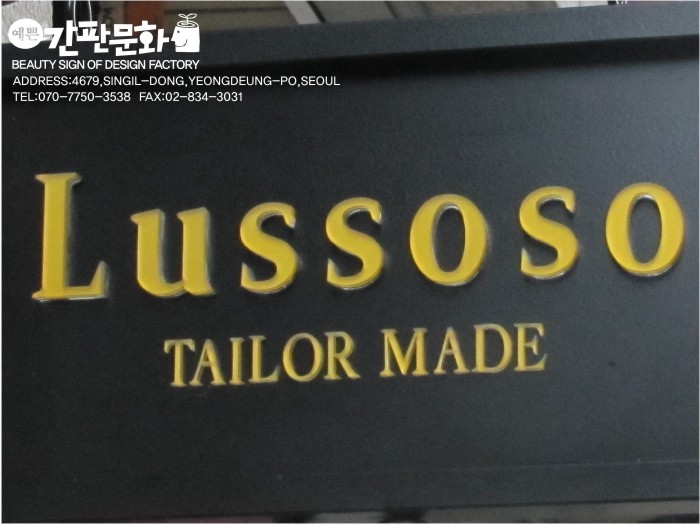 예쁜 간판문화
BEAUTY SIGN OF DESIGN FACTORY
ADDRESS:4679,SINGIL-DONG,YEONGDEUNG-PO,SEOUL
TEL:070-7750-3538 FAX:02-834-3031
Lussoso
TAILOR MADE